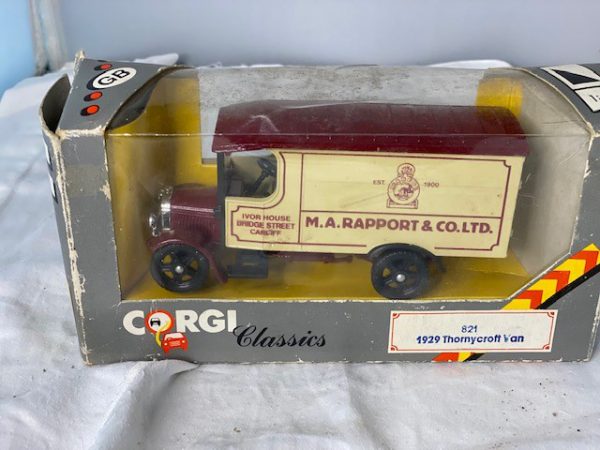 GB
EST. 1900
IVOR HOUSE
BRIDGE STREET
CARDIFF
M.A. RAPPORT & CO. LTD.
CORGI Classics
821
1929 Thornycroft Van